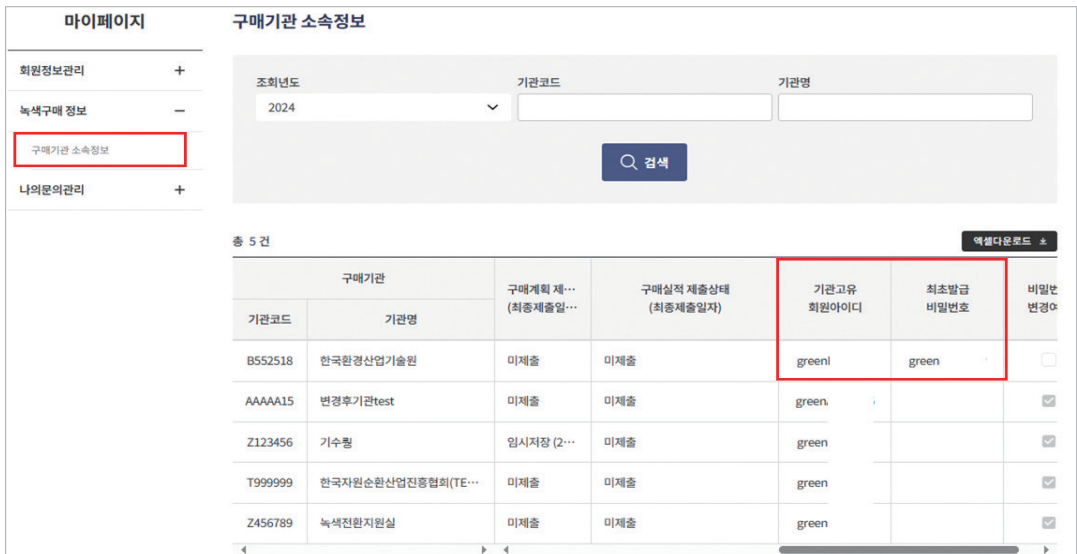 마이페이지
회원정보관리 +
녹색구매 정보 −
구매기관 소속정보
나의문의관리 +
구매기관 소속정보
조회년도 기관코드 기관명
2024
검색
총 5 건
엑셀다운로드
구매기관 구매계획 제… (최종제출일… 구매실적 제출상태 (최종제출일자) 기관고유 회원아이디 최초발급 비밀번호 변경여
기관코드 기관명
B552518 한국환경산업기술원 미제출 미제출 green green
AAAAA15 변경후기관test 미제출 미제출 green
Z123456 기수퀗 임시저장 (2… 미제출 green
T999999 한국자원순환산업진흥협회(TE… 미제출 미제출 green
Z456789 녹색전환지원실 미제출 미제출 green